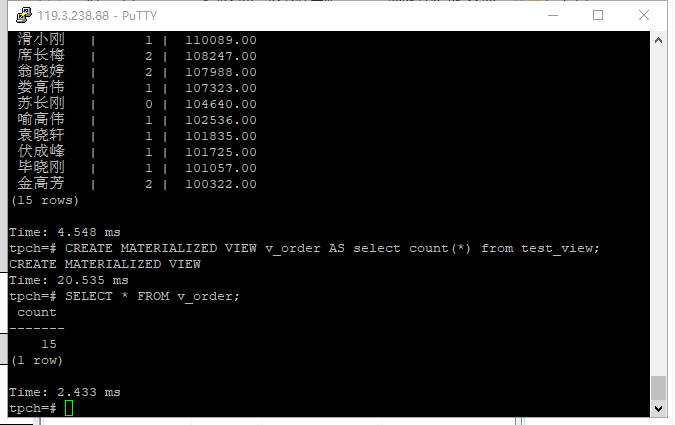 119.3.238.88 - PuTTY
滑小刚 | 1 | 110089.00
席长梅 | 2 | 108247.00
翁晓婷 | 2 | 107988.00
娄高伟 | 1 | 107323.00
苏长刚 | 0 | 104640.00
喻高伟 | 1 | 102536.00
袁晓轩 | 1 | 101835.00
伏成峰 | 1 | 101725.00
毕晓刚 | 1 | 101057.00
金高芳 | 2 | 100322.00
(15 rows)
Time: 4.548 ms
tpch=# CREATE MATERIALIZED VIEW v_order AS select count(*) from test_view;
CREATE MATERIALIZED VIEW
Time: 20.535 ms
tpch=# SELECT * FROM v_order;
count
-------
15
(1 row)
Time: 2.433 ms
tpch=#